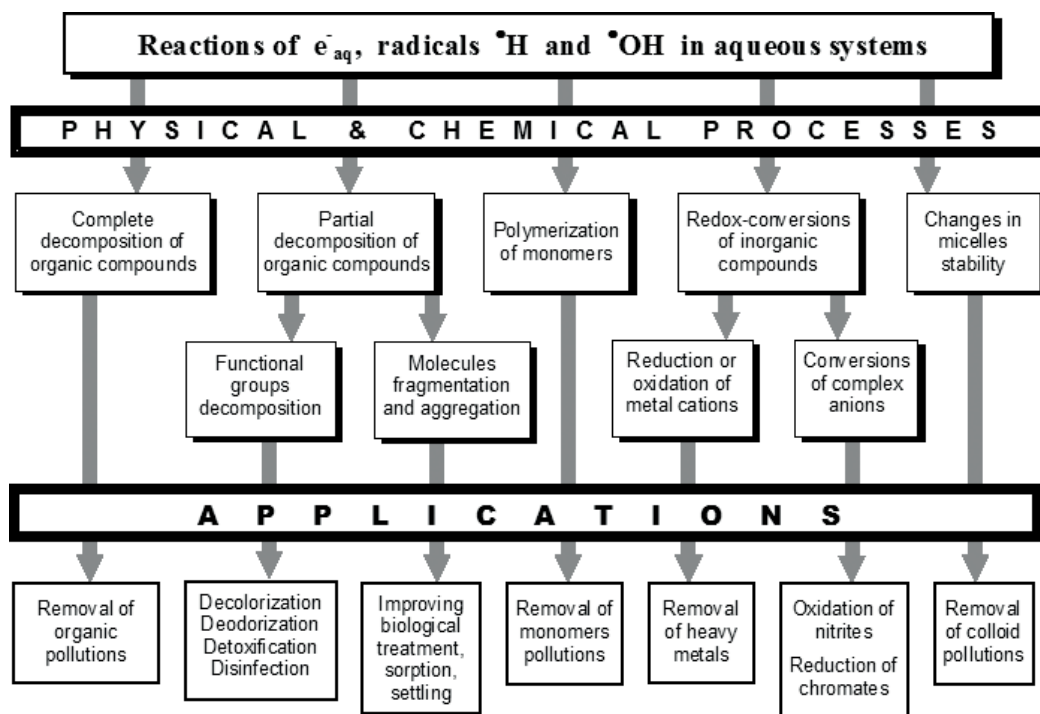 Reactions of e⁻aq, radicals •H and •OH in aqueous systems
PHYSICAL & CHEMICAL PROCESSES
Complete
decomposition of
organic compounds
Partial
decomposition of
organic compounds
Polymerization
of monomers
Redox-conversions
of inorganic
compounds
Changes in
micelles
stability
Functional
groups
decomposition
Molecules
fragmentation
and aggregation
Reduction or
oxidation of
metal cations
Conversions
of complex
anions
APPLICATIONS
Removal of
organic
pollutions
Decolorization
Deodorization
Detoxification
Disinfection
Improving
biological
treatment,
sorption,
settling
Removal of
monomers
pollutions
Removal
of heavy
metals
Oxidation of
nitrites
Reduction of
chromates
Removal
of colloid
pollutions